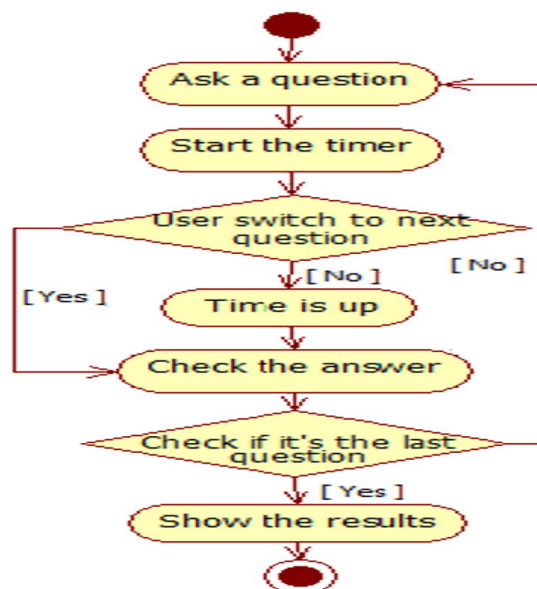 Ask a question
Start the timer
User switch to next
question
[ No ]
[ No ]
[ Yes ]
Time is up
Check the answer
Check if it's the last
question
[ Yes ]
Show the results